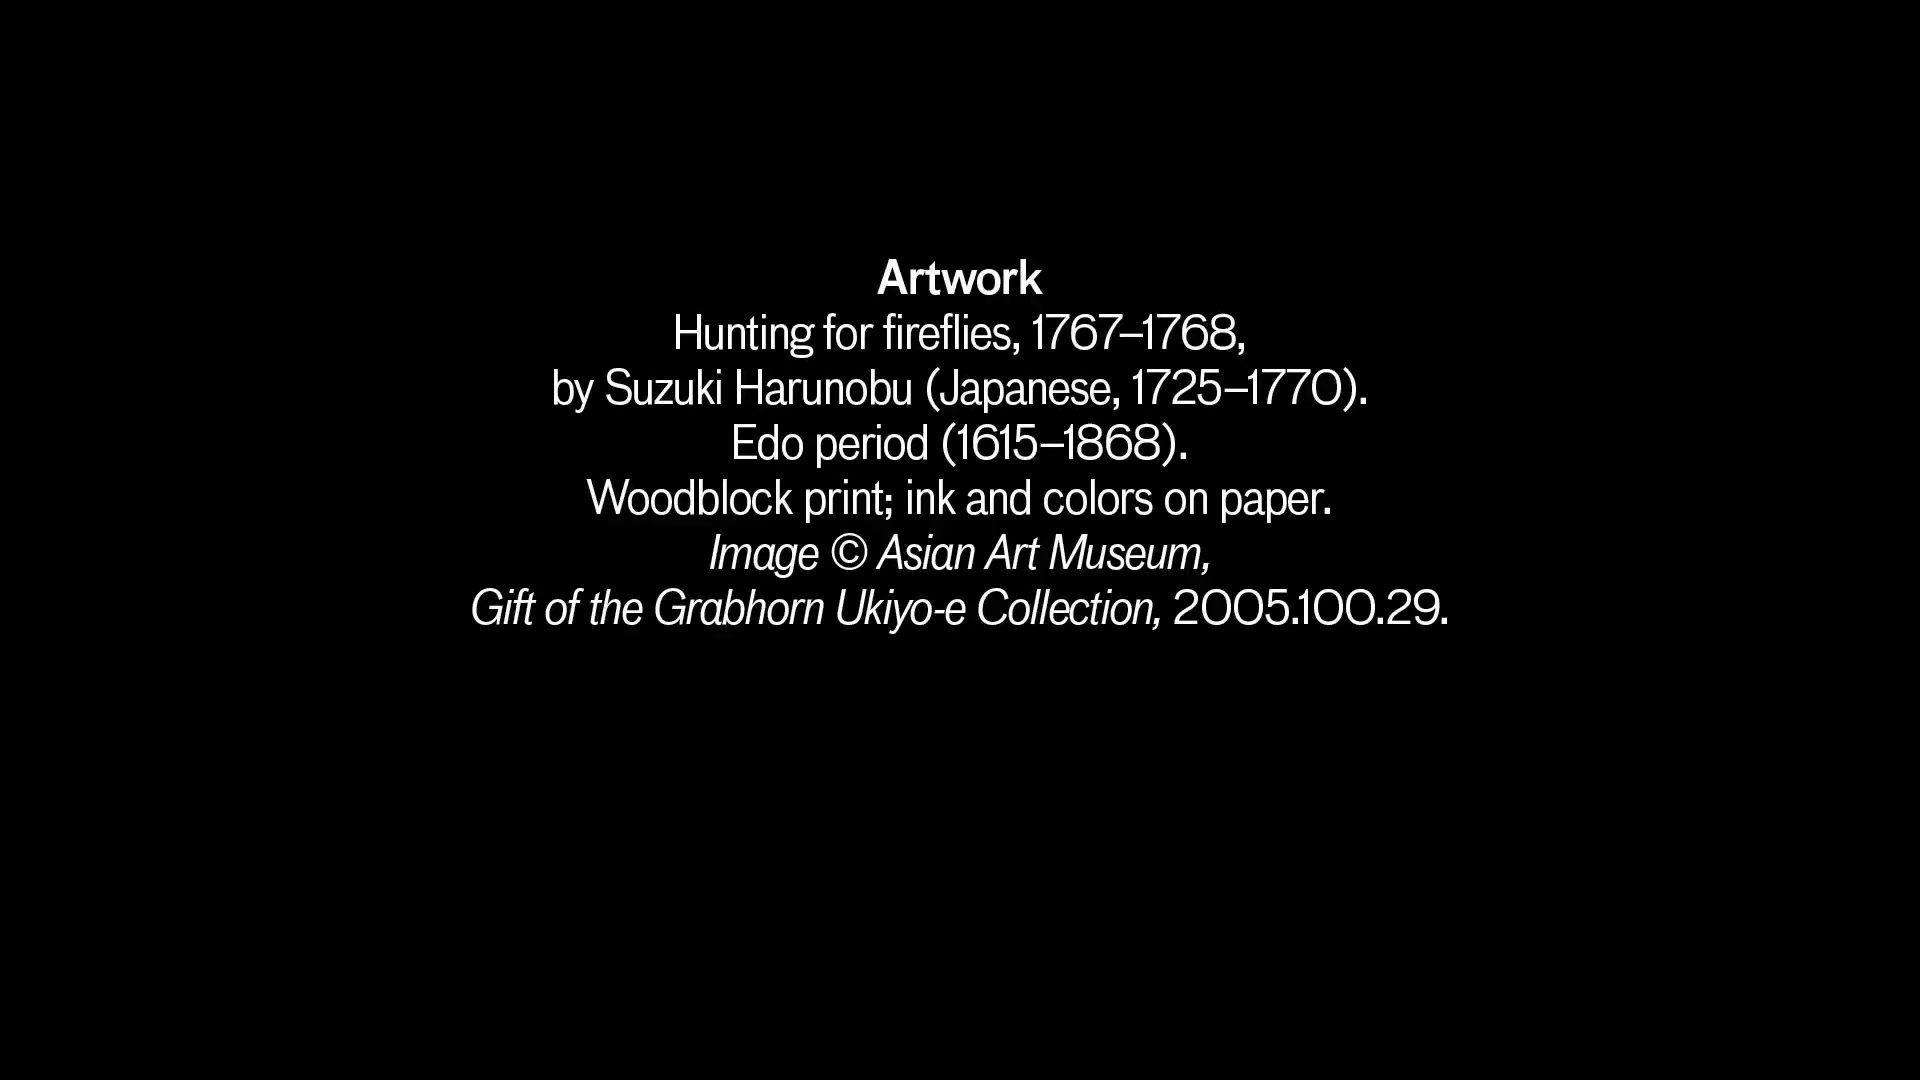 Artwork
Hunting for fireflies, 1767–1768,
by Suzuki Harunobu (Japanese, 1725–1770).
Edo period (1615–1868).
Woodblock print; ink and colors on paper.
Image © Asian Art Museum,
Gift of the Grabhorn Ukiyo-e Collection, 2005.100.29.